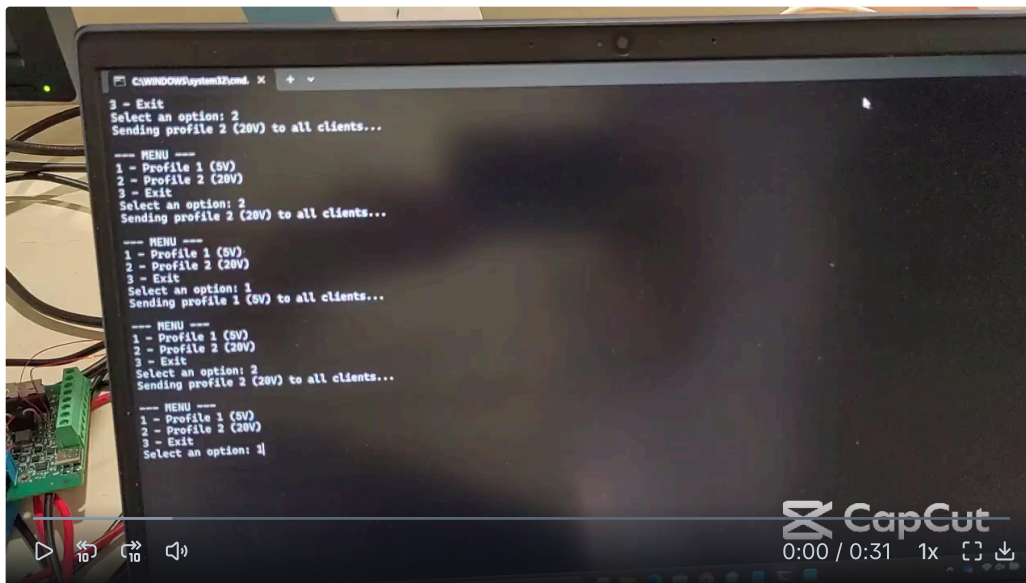 C:\WINDOWS\system32\cmd.
3 - Exit
Select an option: 2
Sending profile 2 (20V) to all clients...
--- MENU ---
1 - Profile 1 (5V)
2 - Profile 2 (20V)
3 - Exit
Select an option: 2
Sending profile 2 (20V) to all clients...
--- MENU ---
1 - Profile 1 (5V)
2 - Profile 2 (20V)
3 - Exit
Select an option: 1
Sending profile 1 (5V) to all clients...
--- MENU ---
1 - Profile 1 (5V)
2 - Profile 2 (20V)
3 - Exit
Select an option: 2
Sending profile 2 (20V) to all clients...
--- MENU ---
1 - Profile 1 (5V)
2 - Profile 2 (20V)
3 - Exit
Select an option: 1
CapCut
10 10 0:00 / 0:31 1x